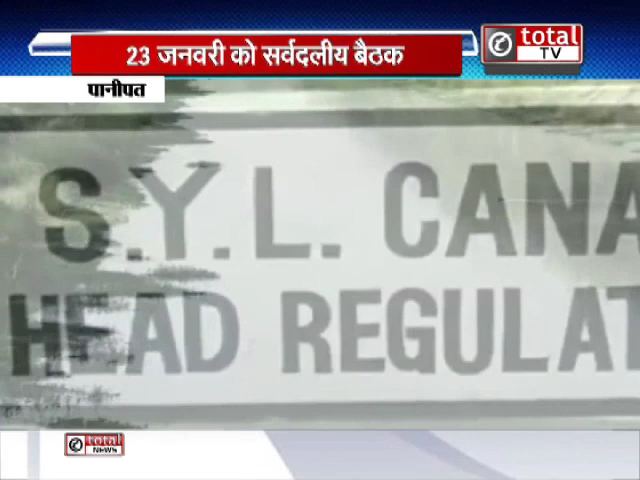 23 जनवरी को सर्वदलीय बैठक
total
TV
पानीपत
S.Y.L. CANA
HEAD REGULAT
total
NEWS